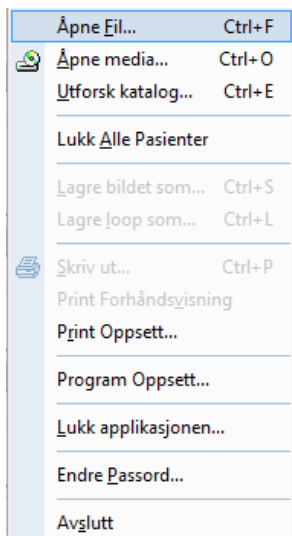 Åpne Fil... Ctrl+F
Åpne media... Ctrl+O
Utforsk katalog... Ctrl+E
Lukk Alle Pasienter
Lagre bildet som... Ctrl+S
Lagre loop som... Ctrl+L
Skriv ut... Ctrl+P
Print Forhåndsvisning
Print Oppsett...
Program Oppsett...
Lukk applikasjonen...
Endre Passord...
Avslutt